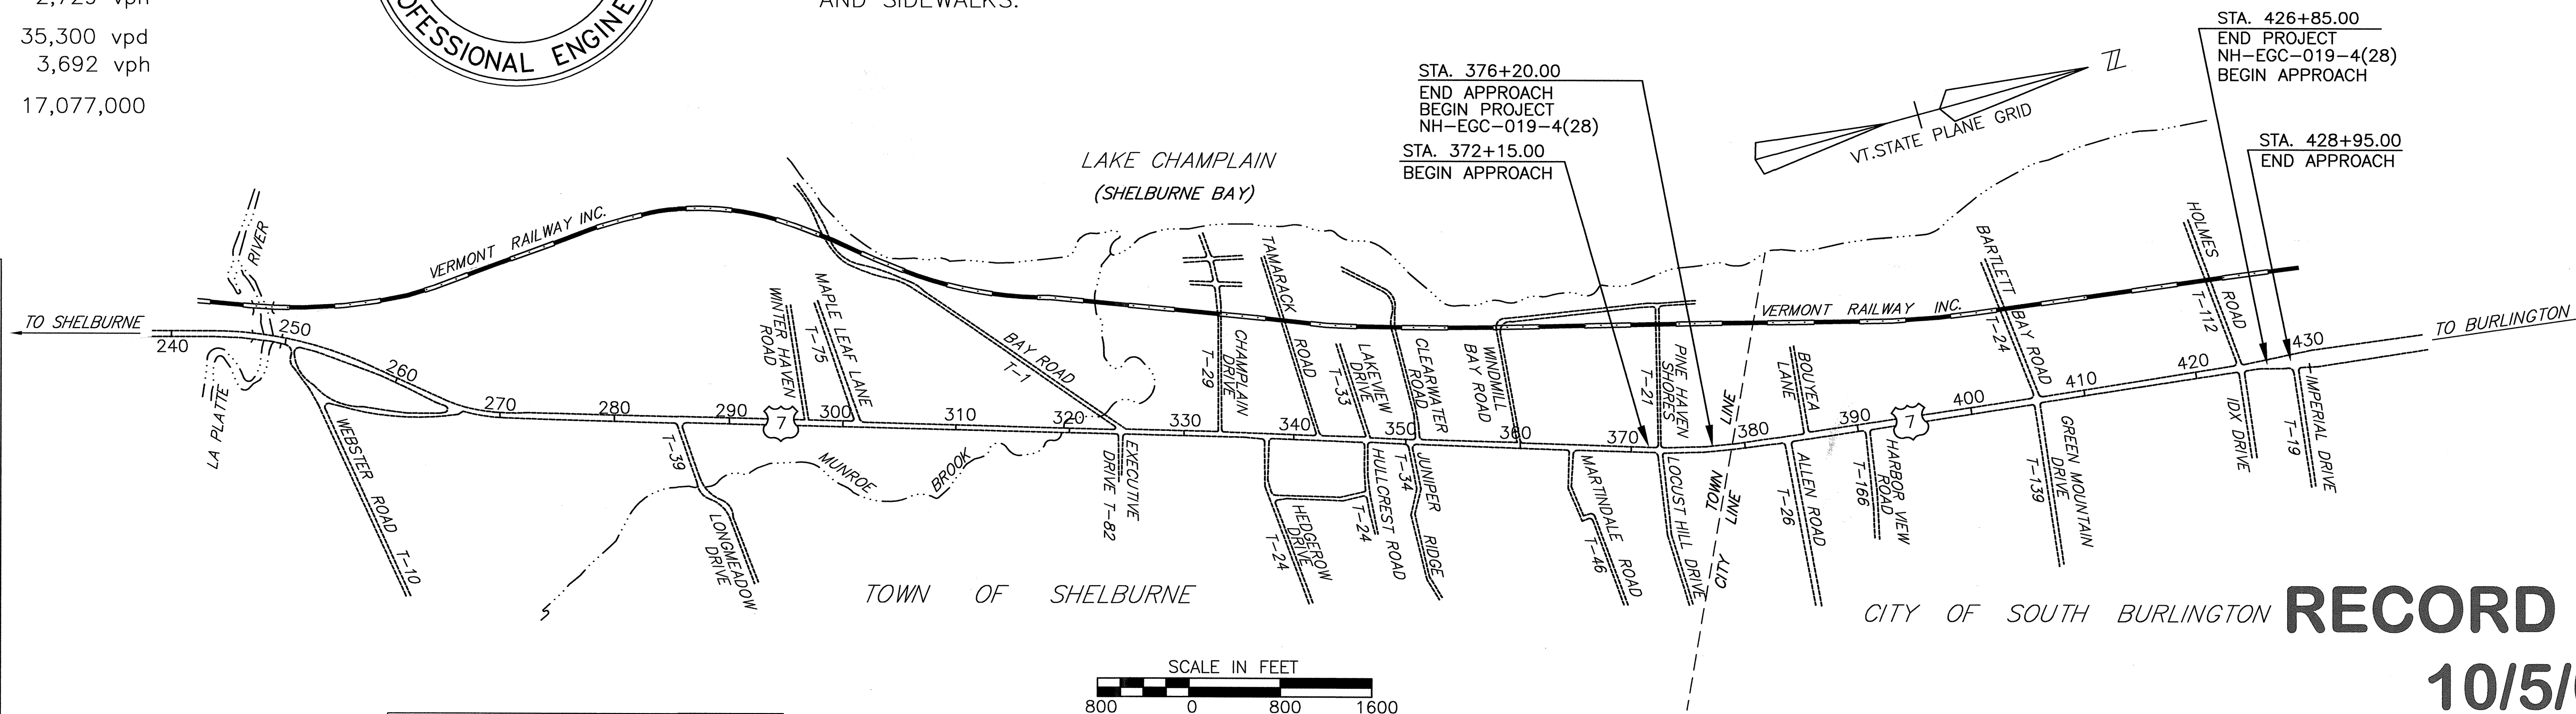 35,300 vpd
3,692 vph
17,077,000
OFESSIONAL ENGINE
AND SIDEWALKS.
STA. 426+85.00
END PROJECT
NH-EGC-019-4(28)
BEGIN APPROACH
STA. 376+20.00
END APPROACH
BEGIN PROJECT
NH-EGC-019-4(28)
STA. 372+15.00
BEGIN APPROACH
STA. 428+95.00
END APPROACH
VT.STATE PLANE GRID
LAKE CHAMPLAIN
(SHELBURNE BAY)
TO SHELBURNE
TO BURLINGTON
VERMONT RAILWAY INC.
VERMONT RAILWAY INC.
LA PLATTE RIVER
WEBSTER ROAD T-10
T-39
LONGMEADOW DRIVE
WINTER HAVEN ROAD
T-75
MAPLE LEAF LANE
BAY ROAD
T-1
MUNROE BROOK
EXECUTIVE DRIVE T-82
CHAMPLAIN DRIVE
T-29
TAMARACK ROAD
HEDGEROW DRIVE
T-24
LAKEVIEW DRIVE
T-33
HULCREST ROAD
T-24
CLEARWATER ROAD
T-34
JUNIPER RIDGE
WINDMILL BAY ROAD
MARTINDALE ROAD
T-46
PINE HAVEN SHORES
T-21
LOCUST HILL DRIVE
TOWN LINE
CITY LINE
BOUYEA LANE
ALLEN ROAD
T-26
HARBOR VIEW ROAD
T-166
BARTLETT BAY ROAD
T-24
GREEN MOUNTAIN DRIVE
T-139
HOLMES ROAD
T-112
IDX DRIVE
IMPERIAL DRIVE
T-19
240 250 260 270 280 290 300 310 320 330 340 350 360 370 380 390 400 410 420 430
7
7
TOWN OF SHELBURNE
CITY OF SOUTH BURLINGTON
RECORD
10/5/
SCALE IN FEET
800 0 800 1600